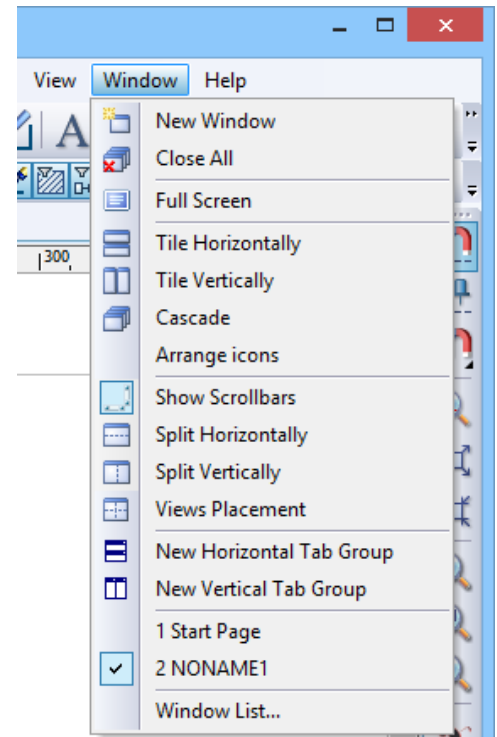 View Window Help
New Window
Close All
Full Screen
300
Tile Horizontally
Tile Vertically
Cascade
Arrange icons
Show Scrollbars
Split Horizontally
Split Vertically
Views Placement
New Horizontal Tab Group
New Vertical Tab Group
1 Start Page
2 NONAME1
Window List...